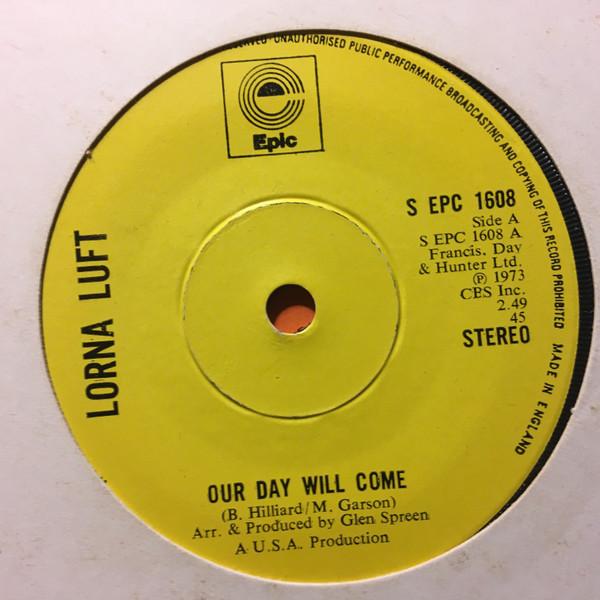 UNAUTHORISED PUBLIC PERFORMANCE BROADCASTING AND COPYING OF THIS RECORD PROHIBITED MADE IN ENGLAND
Epic
S EPC 1608
Side A
S EPC 1608 A
Francis, Day
& Hunter Ltd.
℗ 1973
CBS Inc.
2.49
45
STEREO
LORNA LUFT
OUR DAY WILL COME
(B. Hilliard/M. Garson)
Arr. & Produced by Glen Spreen
A U.S.A. Production